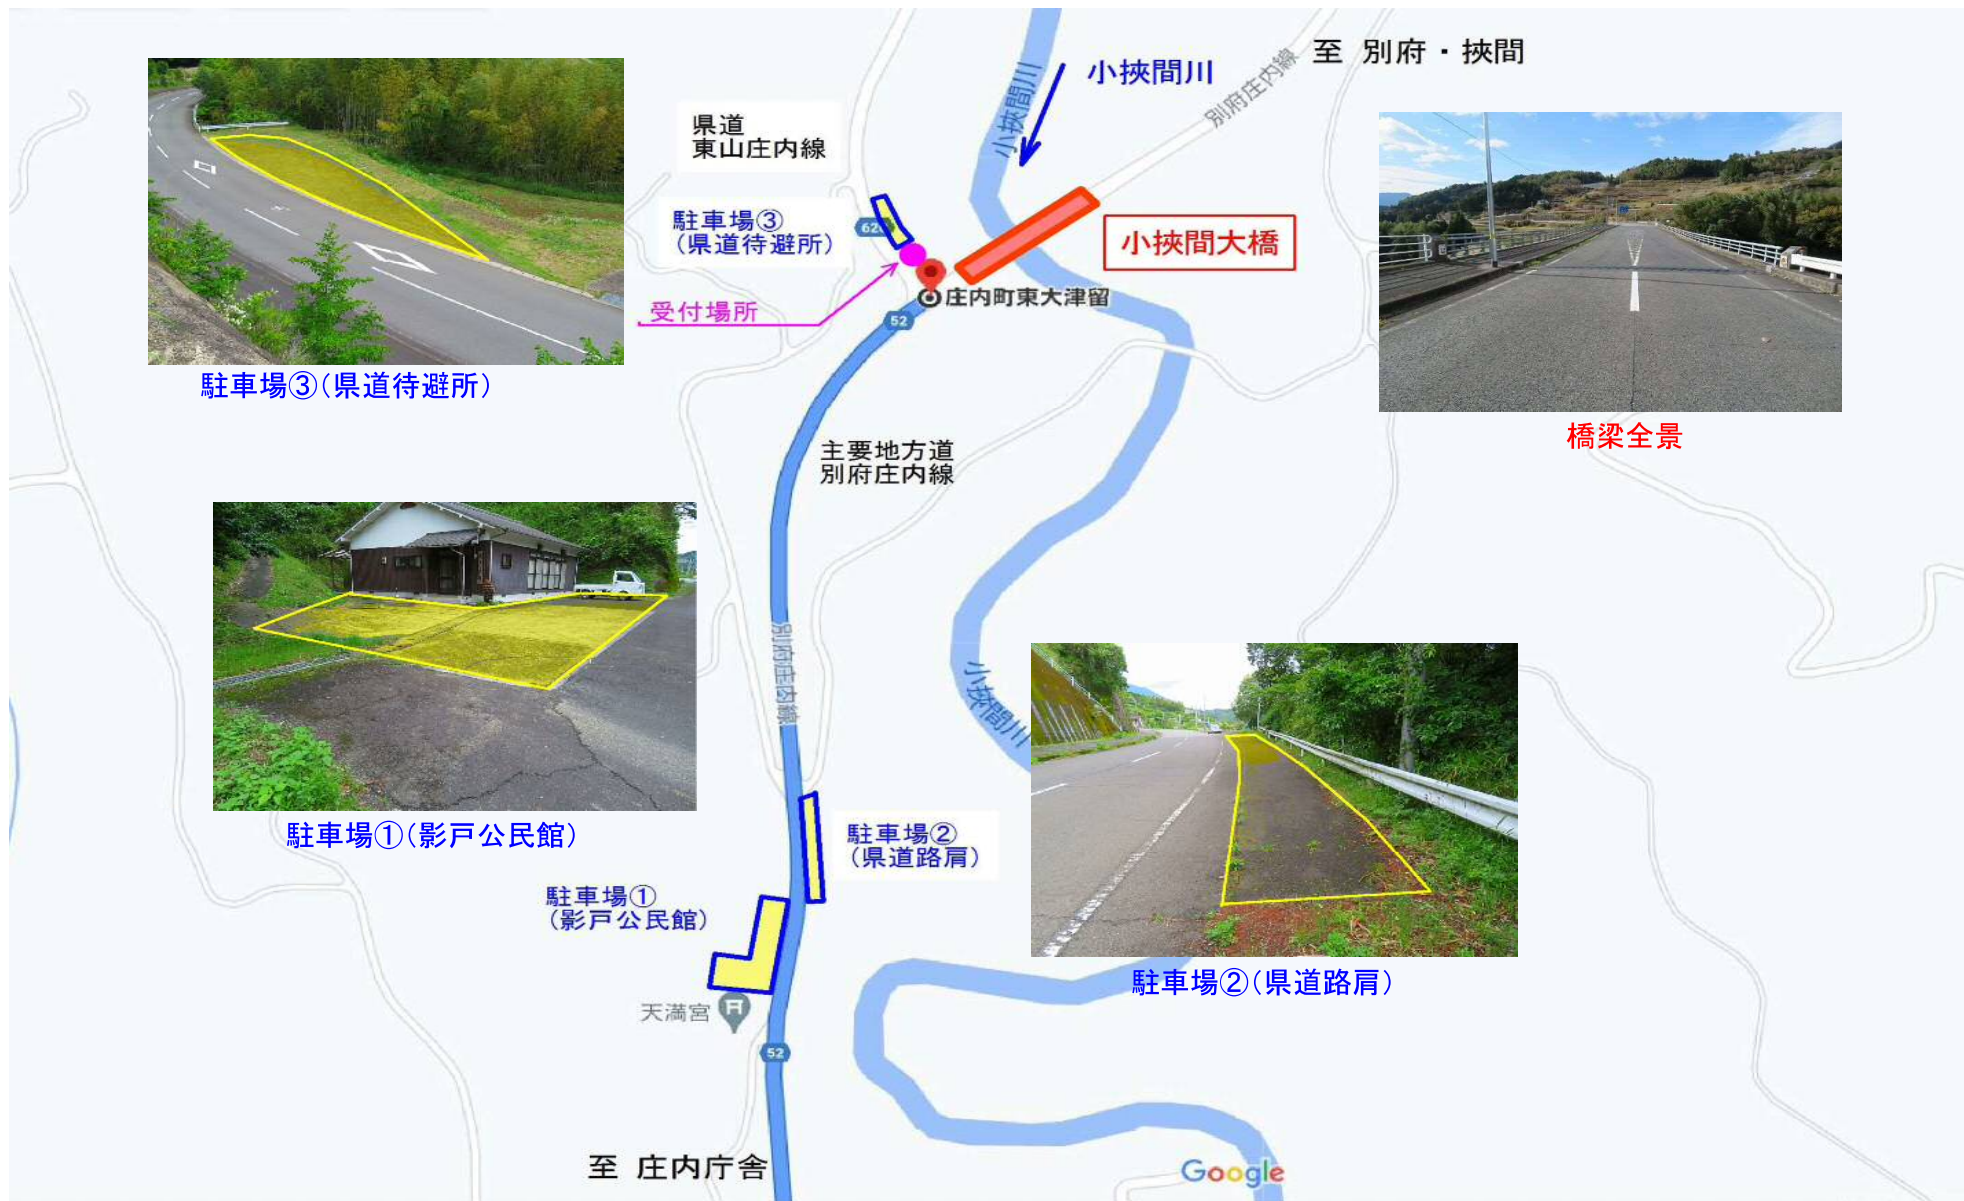 至 別府・挾間
小挾間川
小挾間川
別府庄内線
県道
東山庄内線
駐車場③
（県道待避所）
62
小挾間大橋
受付場所
庄内町東大津留
52
駐車場③（県道待避所）
橋梁全景
主要地方道
別府庄内線
別府庄内線
小挾間川
駐車場①（影戸公民館）
駐車場②
（県道路肩）
駐車場①
（影戸公民館）
駐車場②（県道路肩）
天満宮
52
至 庄内庁舎
Google